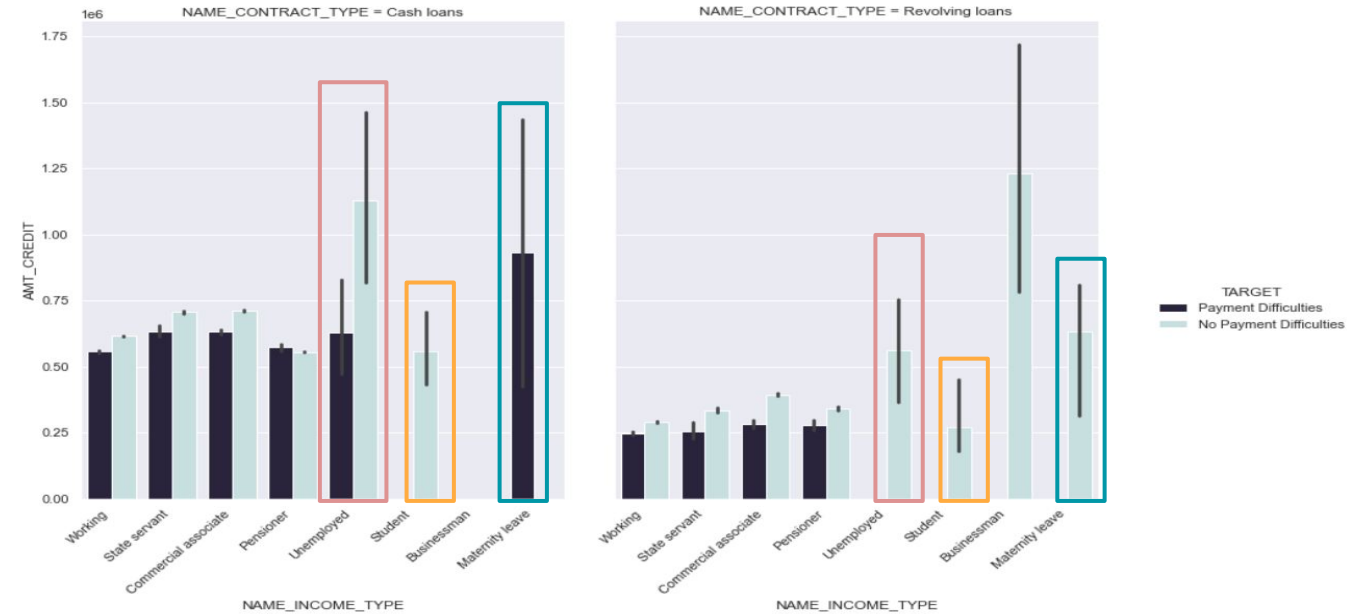 1e6
NAME_CONTRACT_TYPE = Cash loans
NAME_CONTRACT_TYPE = Revolving loans
1.75
1.50
1.25
1.00
0.75
0.50
0.25
0.00
AMT_CREDIT
Working
State servant
Commercial associate
Pensioner
Unemployed
Student
Businessman
Maternity leave
NAME_INCOME_TYPE
Working
State servant
Commercial associate
Pensioner
Unemployed
Student
Businessman
Maternity leave
NAME_INCOME_TYPE
TARGET
Payment Difficulties
No Payment Difficulties